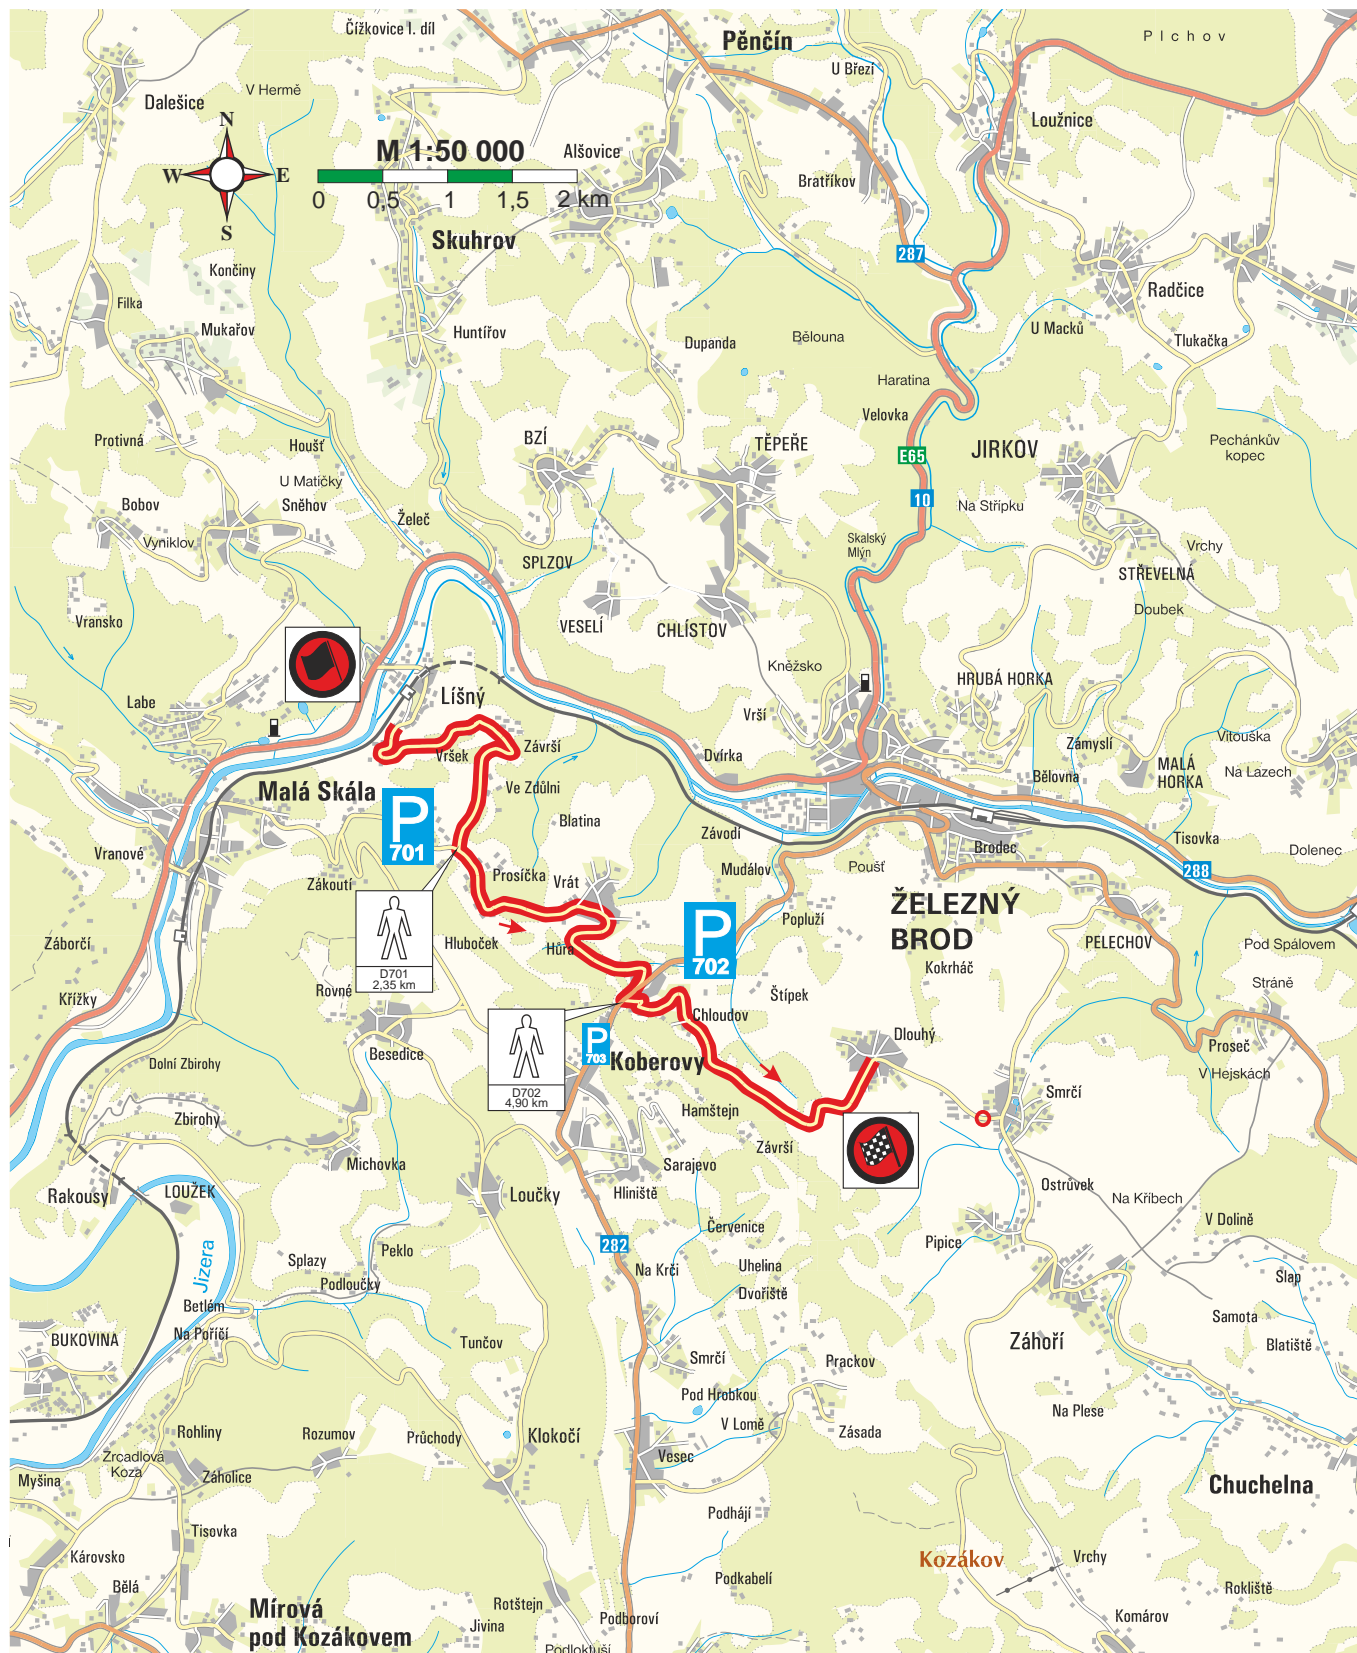 Čížkovice I. díl
Pěnčín
Plchov
U Březí
Dalešice
V Hermě
Loužnice
N
W
E
S
M 1:50 000
0
0,5
1
1,5
2 km
Alšovice
Bratříkov
Skuhrov
287
Končiny
Radčice
Filka
Mukařov
Huntířov
Dupanda
Bělouna
U Macků
Tlukačka
Haratina
Velovka
Protivná
Houšť
BZÍ
TĚPEŘE
E65
JIRKOV
Pechánkův
kopec
U Matičky
10
Bobov
Sněhov
Želeč
Na Střípku
Vyniklov
Skalský
Mlýn
Vrchy
SPLZOV
STŘEVELNÁ
Doubek
Vransko
VESELÍ
CHLÍSTOV
Kněžsko
HRUBÁ HORKA
Labe
Líšný
Vrší
Vitouška
Zámyslí
Vršek
Závrší
Dvírka
MALÁ
HORKA
Na Lazech
Bělovna
Malá Skála
Ve Zdůlni
P
701
Blatina
Závodí
Tisovka
Vranové
Brodec
Dolenec
Mudálov
Poušť
288
Zákoutí
Prosíčka
Vrát
ŽELEZNÝ
BROD
Popluží
Záborčí
Hluboček
Hůra
P
702
PELECHOV
Pod Spálovem
D701
2,35 km
Kokrháč
Křížky
Rovné
Štípek
Stráně
Chloudov
Dlouhý
Besedice
P
703
Koberovy
Proseč
Dolní Zbirohy
V Hejskách
D702
4,90 km
Smrčí
Zbirohy
Hamštejn
Závrší
Michovka
Sarajevo
Rakousy
LOUŽEK
Loučky
Hliniště
Ostrůvek
Na Kříbech
Červenice
V Dolině
Jizera
Peklo
282
Pipice
Splazy
Na Krči
Uhelina
Podloučky
Dvořiště
Slap
Betlém
Samota
BUKOVINA
Na Poříčí
Tunčov
Záhoří
Blatiště
Smrčí
Prackov
Pod Hrobkou
Na Plese
V Lomě
Zásada
Rohliny
Rozumov
Průchody
Klokočí
Zrcadlová
Koza
Vesec
Myšina
Záholice
Chuchelna
Podhájí
Tisovka
Kozákov
Vrchy
Károvsko
Podkabelí
Bělá
Rokliště
Rotštejn
Mírová
pod Kozákovem
Jivina
Podboroví
Komárov
Podloktuší